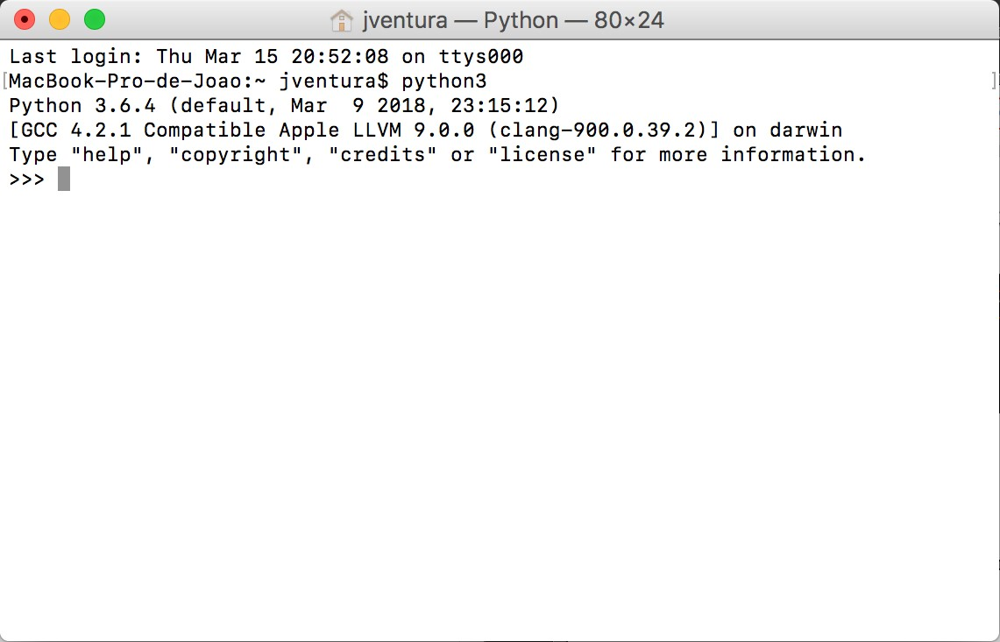 jventura — Python — 80×24
Last login: Thu Mar 15 20:52:08 on ttys000
[MacBook-Pro-de-Joao:~ jventura$ python3 ]
Python 3.6.4 (default, Mar  9 2018, 23:15:12)
[GCC 4.2.1 Compatible Apple LLVM 9.0.0 (clang-900.0.39.2)] on darwin
Type "help", "copyright", "credits" or "license" for more information.
>>>